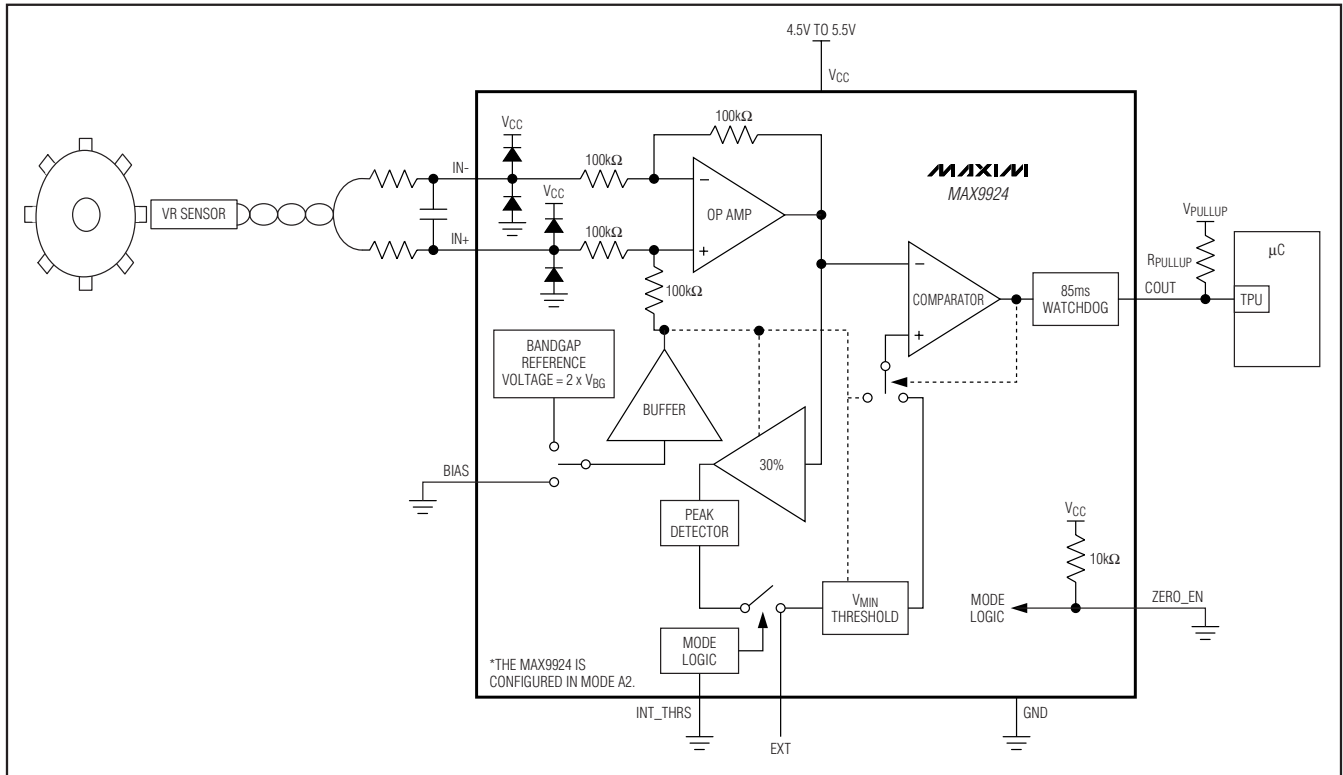 4.5V TO 5.5V
VCC
VCC
100kΩ
MAXIM
MAX9924
IN-
100kΩ
VCC
OP AMP
−
+
VR SENSOR
IN+
100kΩ
100kΩ
VPULLUP
RPULLUP
µC
−
COMPARATOR
+
85ms
WATCHDOG
COUT
TPU
BANDGAP
REFERENCE
VOLTAGE = 2 x VBG
BUFFER
30%
BIAS
PEAK
DETECTOR
VCC
10kΩ
VMIN
THRESHOLD
MODE
LOGIC
ZERO_EN
MODE
LOGIC
*THE MAX9924 IS
CONFIGURED IN MODE A2.
INT_THRS
EXT
GND